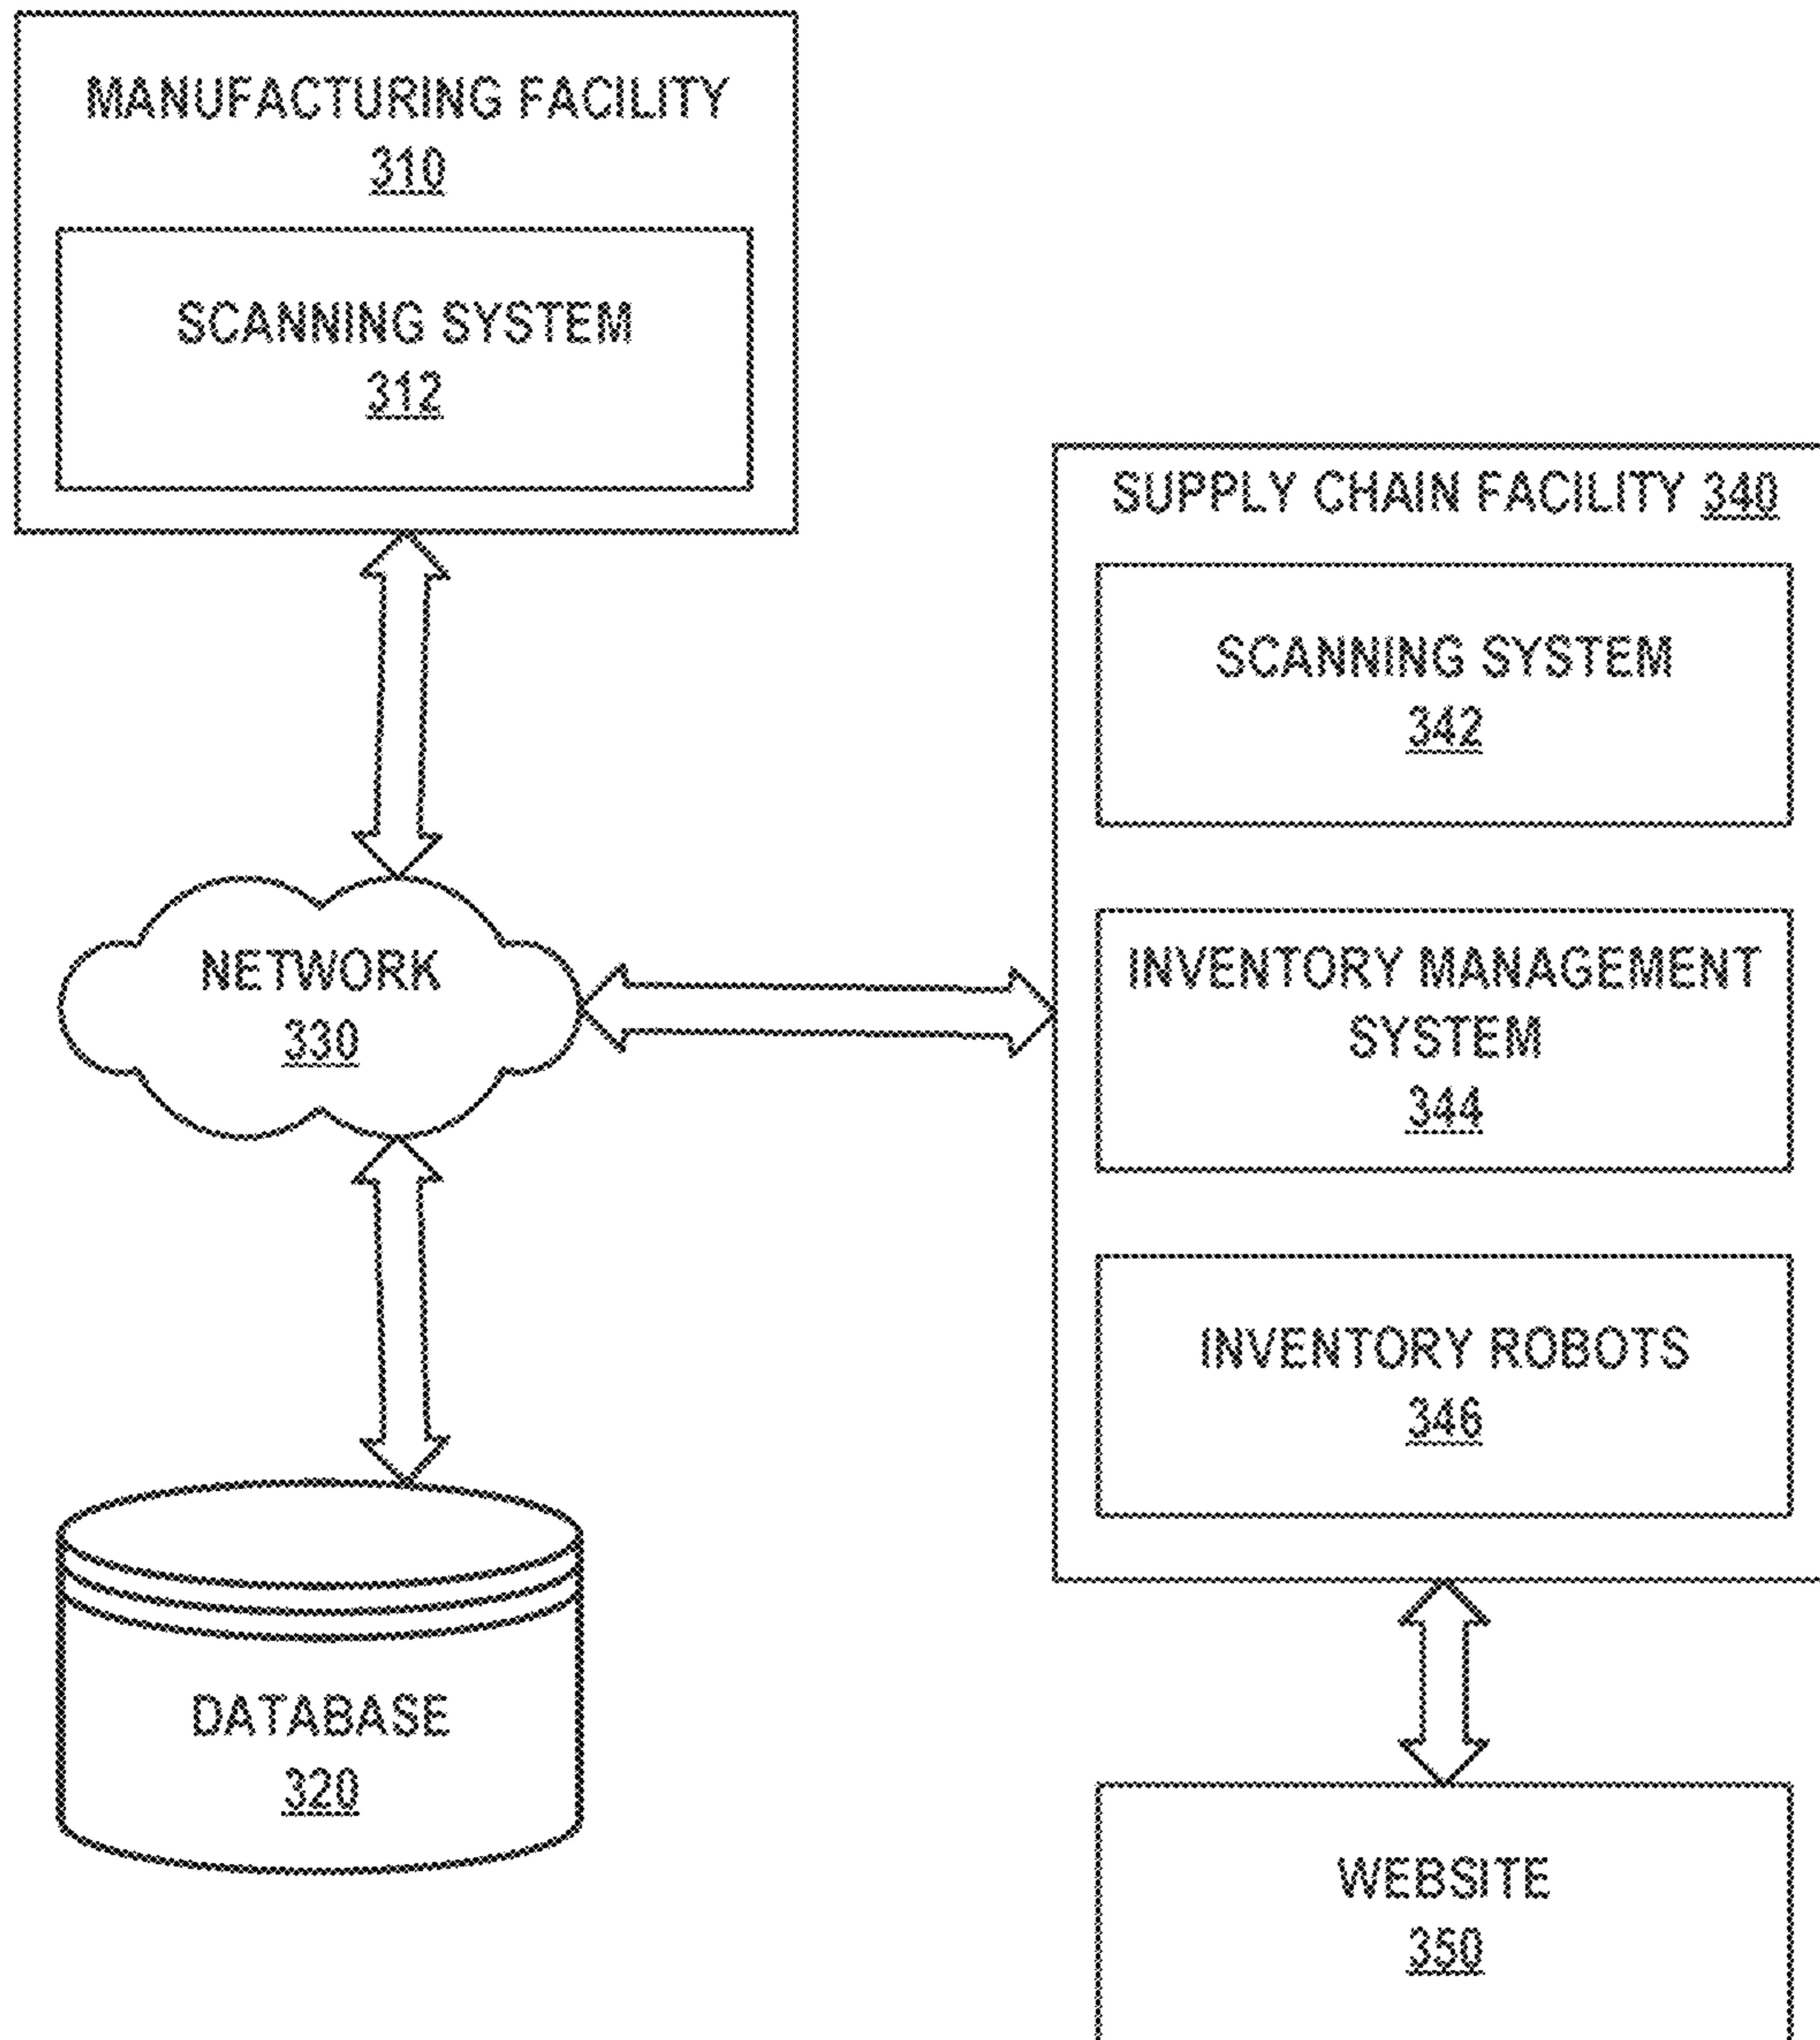 MANUFACTURING FACILITY
310
SCANNING SYSTEM
312
SUPPLY CHAIN FACILITY 340
SCANNING SYSTEM
342
NETWORK
330
INVENTORY MANAGEMENT
SYSTEM
344
INVENTORY ROBOTS
346
DATABASE
320
WEBSITE
350